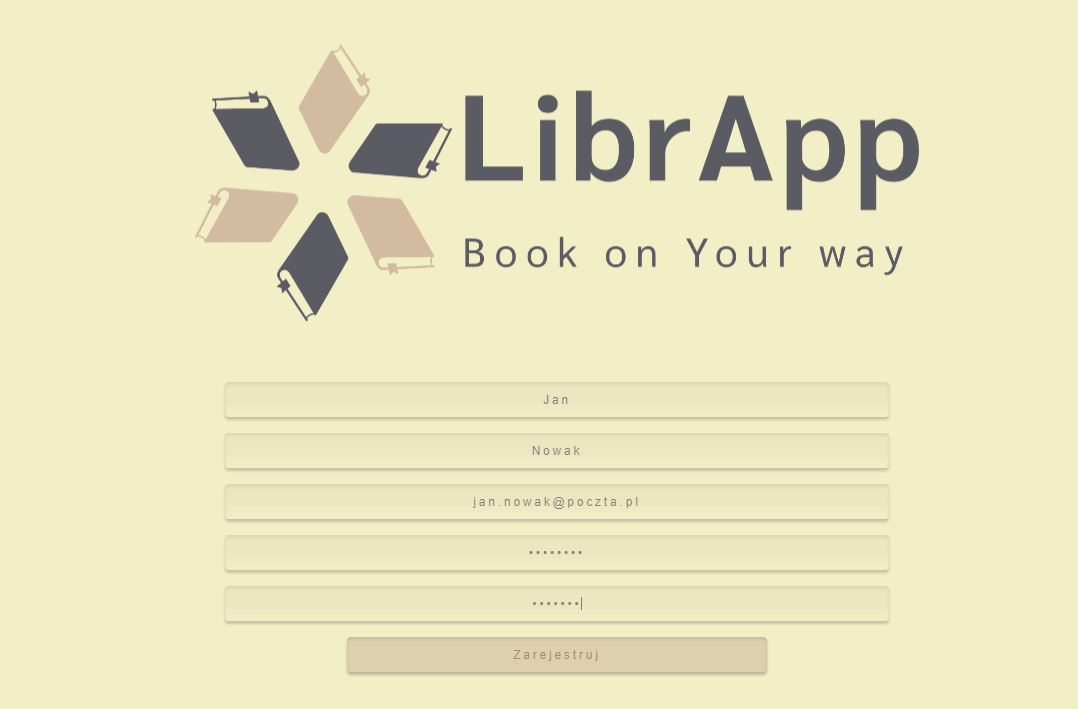 LibrApp
Book on Your way
Jan
Nowak
jan.nowak@poczta.pl
••••••••
•••••••
Zarejestruj